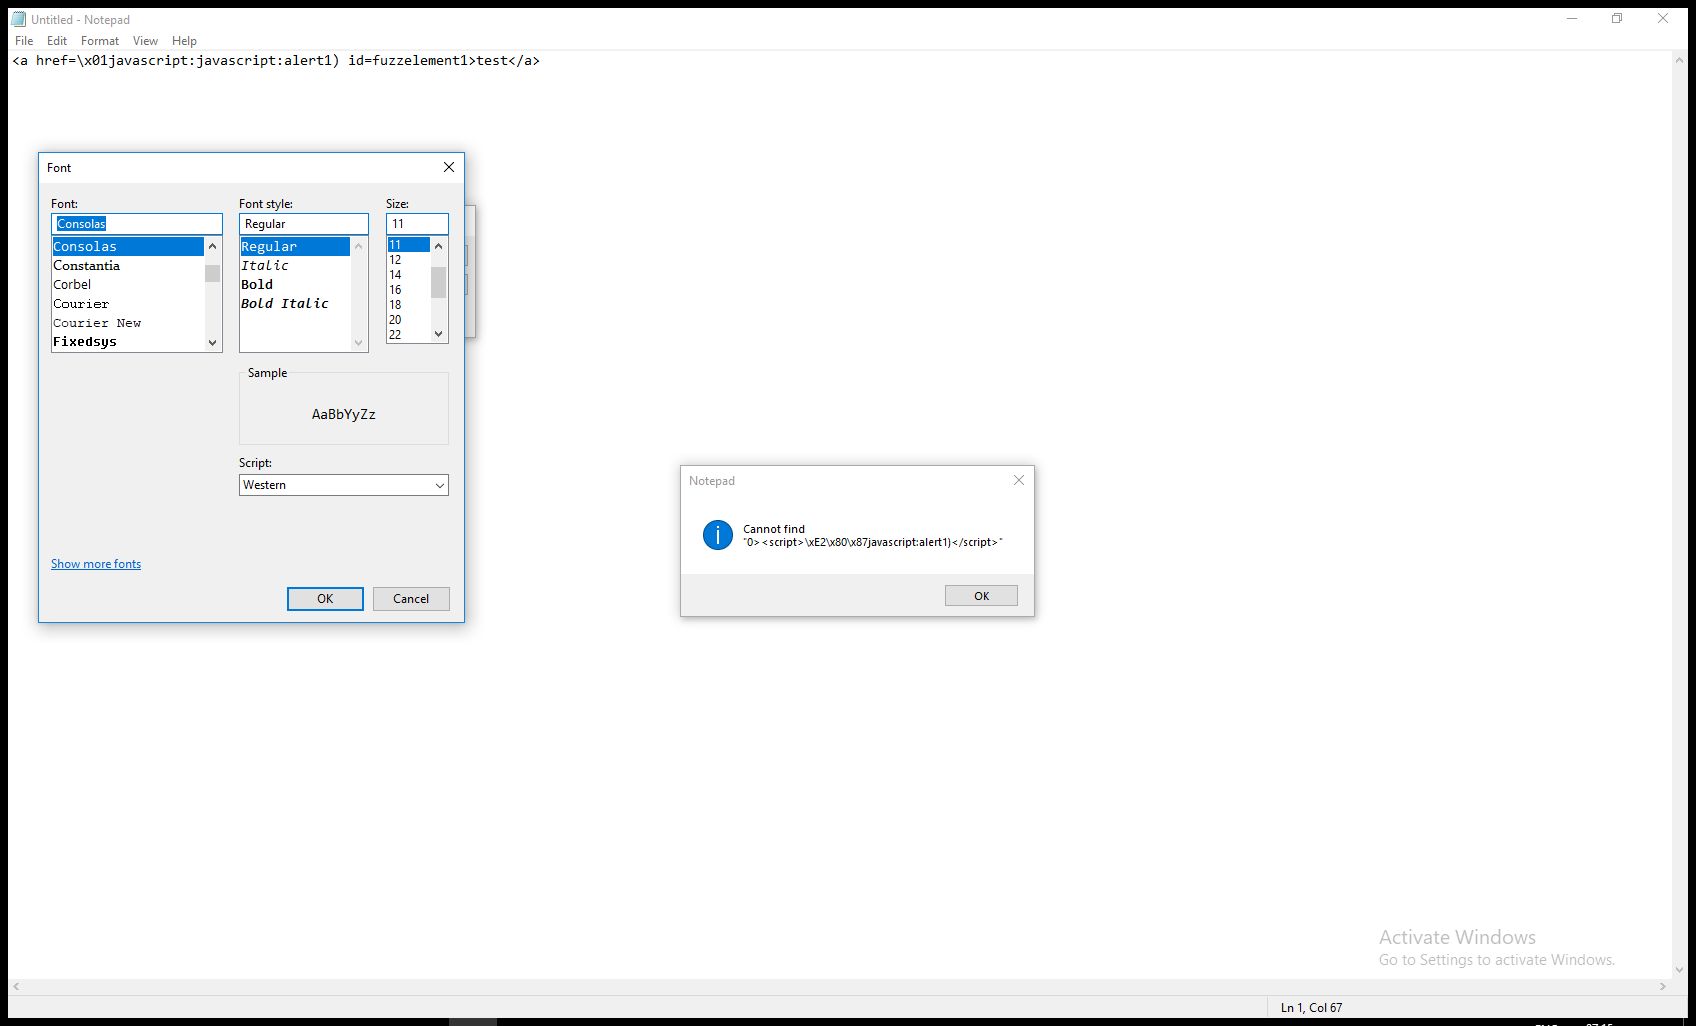 Untitled - Notepad
File Edit Format View Help
<a href=\x01javascript:javascript:alert1) id=fuzzelement1>test</a>
Font
Font: Font style: Size:
Consolas Regular 11
Consolas Regular 11
Constantia Italic 12
Corbel Bold 14
Courier Bold Italic 16
Courier New 18
Fixedsys 20
22
Sample
AaBbYyZz
Script:
Western
Show more fonts
OK Cancel
Notepad
Cannot find
"0><script>\xE2\x80\x87javascript:alert1)</script>"
OK
Activate Windows
Go to Settings to activate Windows.
Ln 1, Col 67